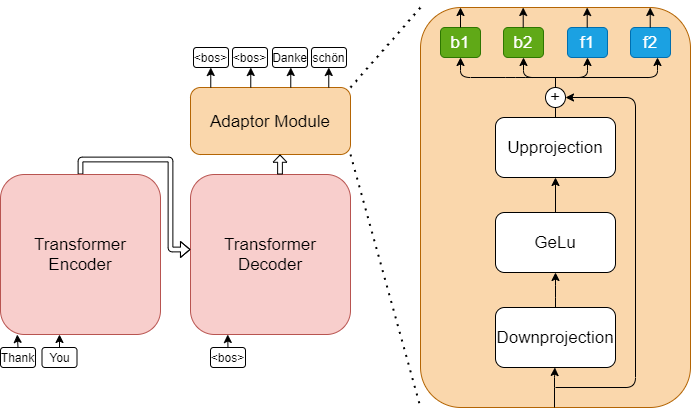 <bos> <bos> Danke schön
Adaptor Module
Transformer
Encoder
Transformer
Decoder
Thank You
<bos>
b1 b2 f1 f2
+
Upprojection
GeLu
Downprojection